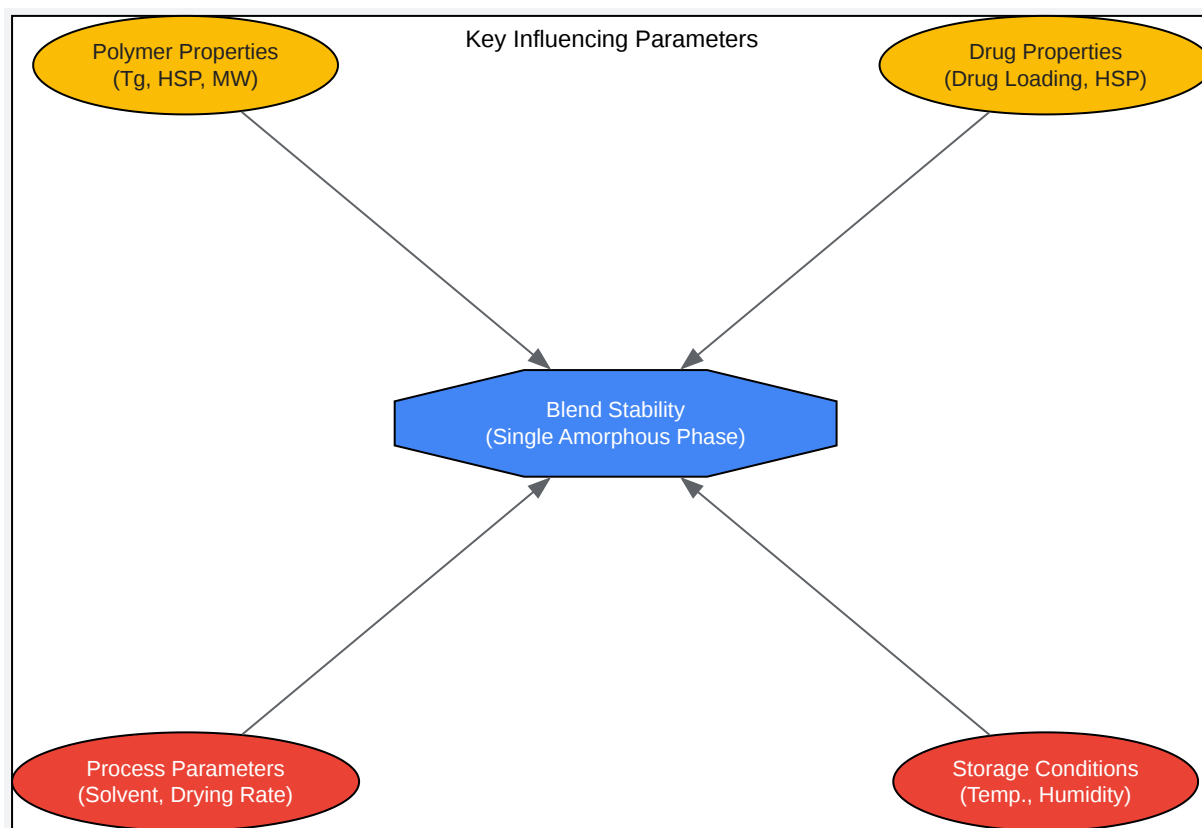 Key Influencing Parameters
Polymer Properties
(Tg, HSP, MW)
Drug Properties
(Drug Loading, HSP)
Blend Stability
(Single Amorphous Phase)
Process Parameters
(Solvent, Drying Rate)
Storage Conditions
(Temp., Humidity)